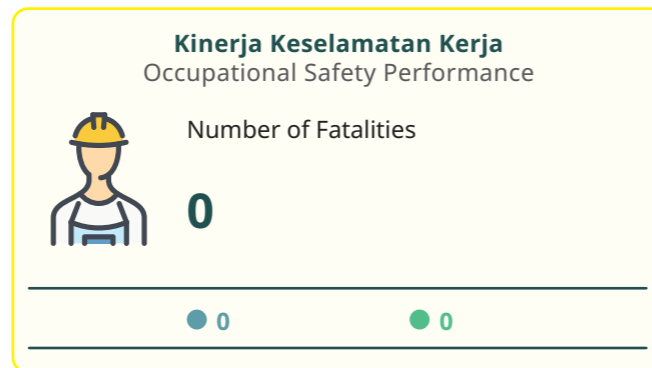 Kinerja Keselamatan Kerja
Occupational Safety Performance
Number of Fatalities
0
0 0